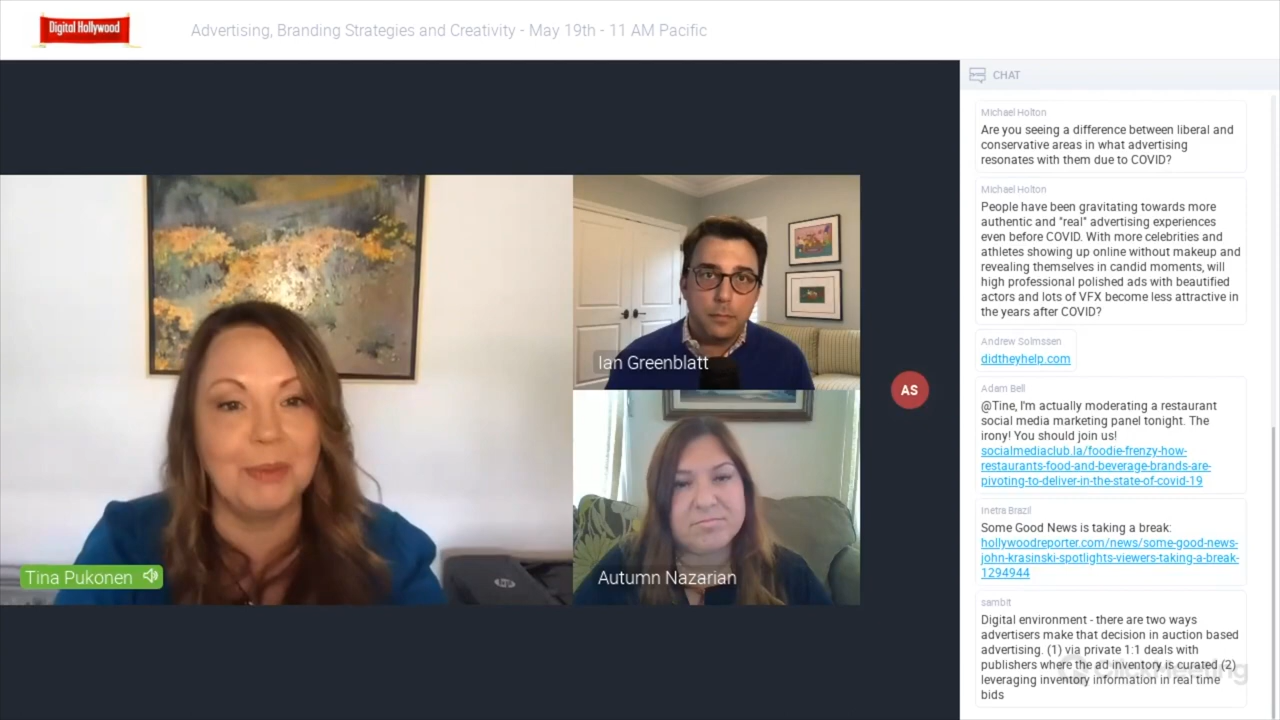 Digital Hollywood
Advertising, Branding Strategies and Creativity - May 19th - 11 AM Pacific
CHAT
Michael Holton
Are you seeing a difference between liberal and
conservative areas in what advertising
resonates with them due to COVID?
Michael Holton
People have been gravitating towards more
authentic and "real" advertising experiences
even before COVID. With more celebrities and
athletes showing up online without makeup and
revealing themselves in candid moments, will
high professional polished ads with beautified
actors and lots of VFX become less attractive in
the years after COVID?
Andrew Solmssen
didtheyhelp.com
Adam Bell
@Tine, I'm actually moderating a restaurant
social media marketing panel tonight. The
irony! You should join us!
socialmediaclub.la/foodie-frenzy-how-
restaurants-food-and-beverage-brands-are-
pivoting-to-deliver-in-the-state-of-covid-19
Inetra Brazil
Some Good News is taking a break:
hollywoodreporter.com/news/some-good-news-
john-krasinski-spotlights-viewers-taking-a-break-
1294944
sambit
Digital environment - there are two ways
advertisers make that decision in auction based
advertising. (1) via private 1:1 deals with
publishers where the ad inventory is curated (2)
leveraging inventory information in real time
bids
ClickMeeting
Ian Greenblatt
AS
Tina Pukonen
Autumn Nazarian
hp